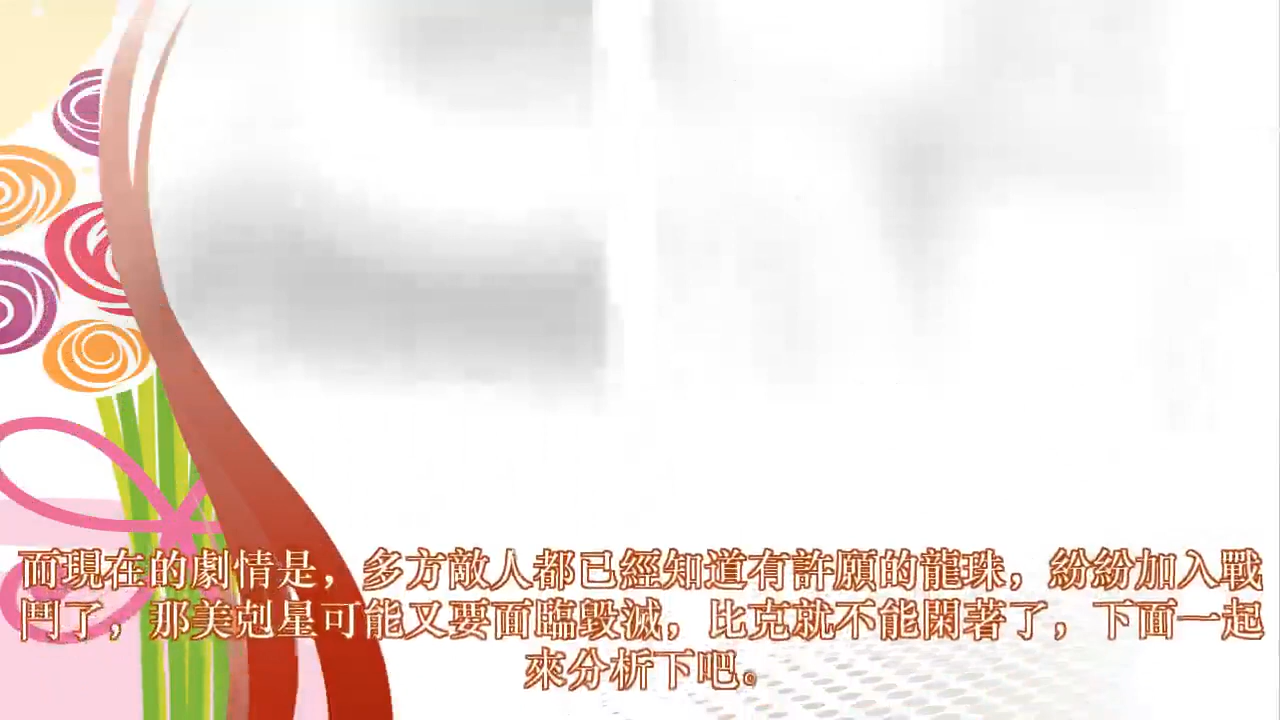 而現在的劇情是，多方敵人都已經知道有許願的龍珠，紛紛加入戰
鬥了，那美剋星可能又要面臨毀滅，比克就不能閑著了，下面一起
來分析下吧。